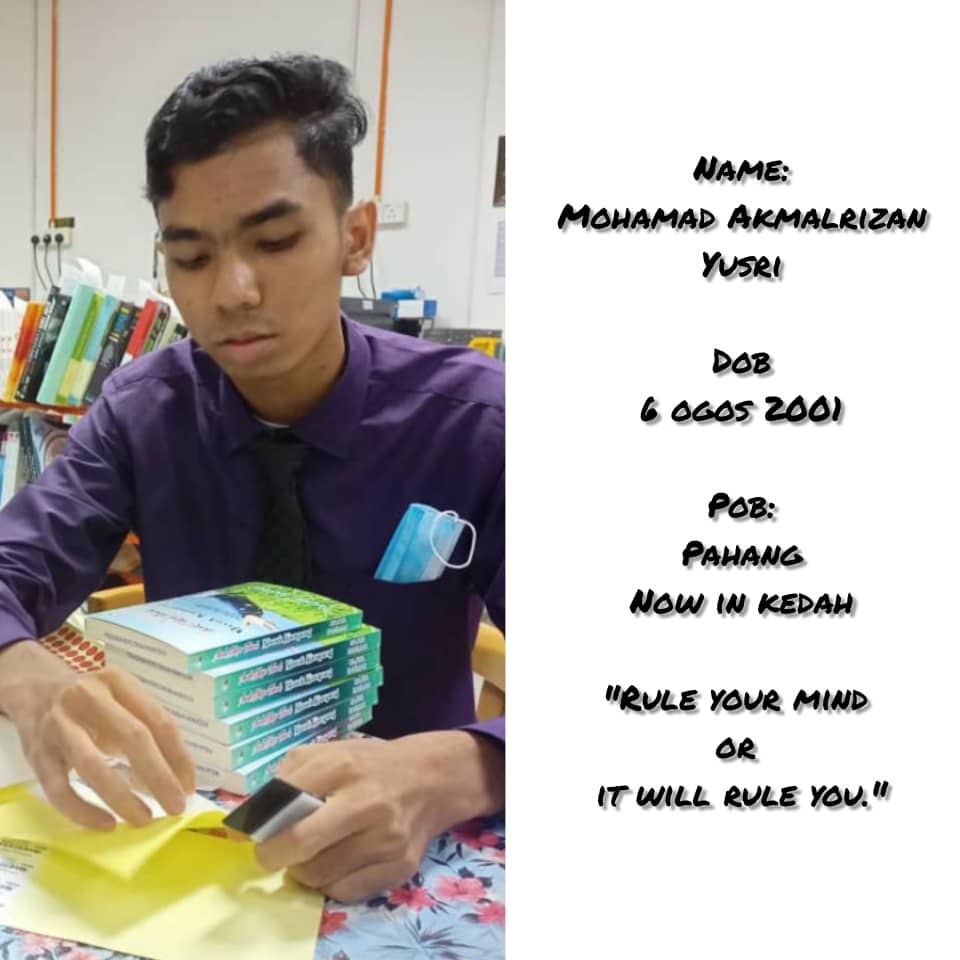 Name:
Mohamad Akmalrizan
Yusri
Dob
6 ogos 2001
Pob:
Pahang
Now in kedah
"Rule your mind
or
it will rule you."